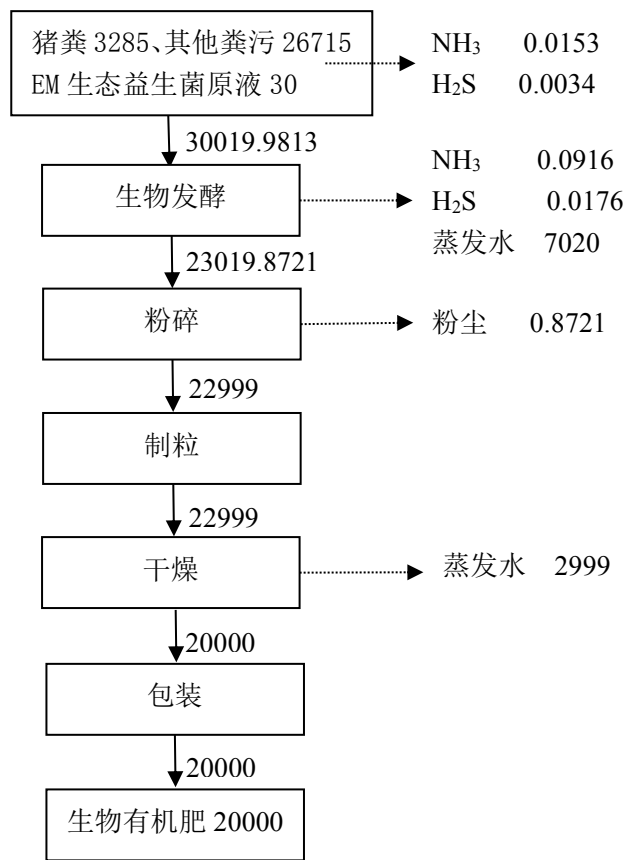 猪粪 3285、其他粪污 26715
EM 生态益生菌原液 30
NH₃ 0.0153
H₂S 0.0034
30019.9813
生物发酵
NH₃ 0.0916
H₂S 0.0176
蒸发水 7020
23019.8721
粉碎
粉尘 0.8721
22999
制粒
22999
干燥
蒸发水 2999
20000
包装
20000
生物有机肥 20000